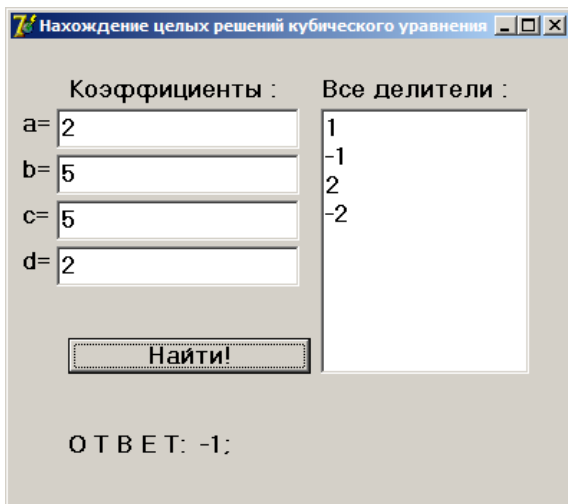 Нахождение целых решений кубического уравнения
Коэффициенты :
a= 2
b= 5
c= 5
d= 2
Найти!
Все делители :
1
-1
2
-2
О Т В Е Т: -1;